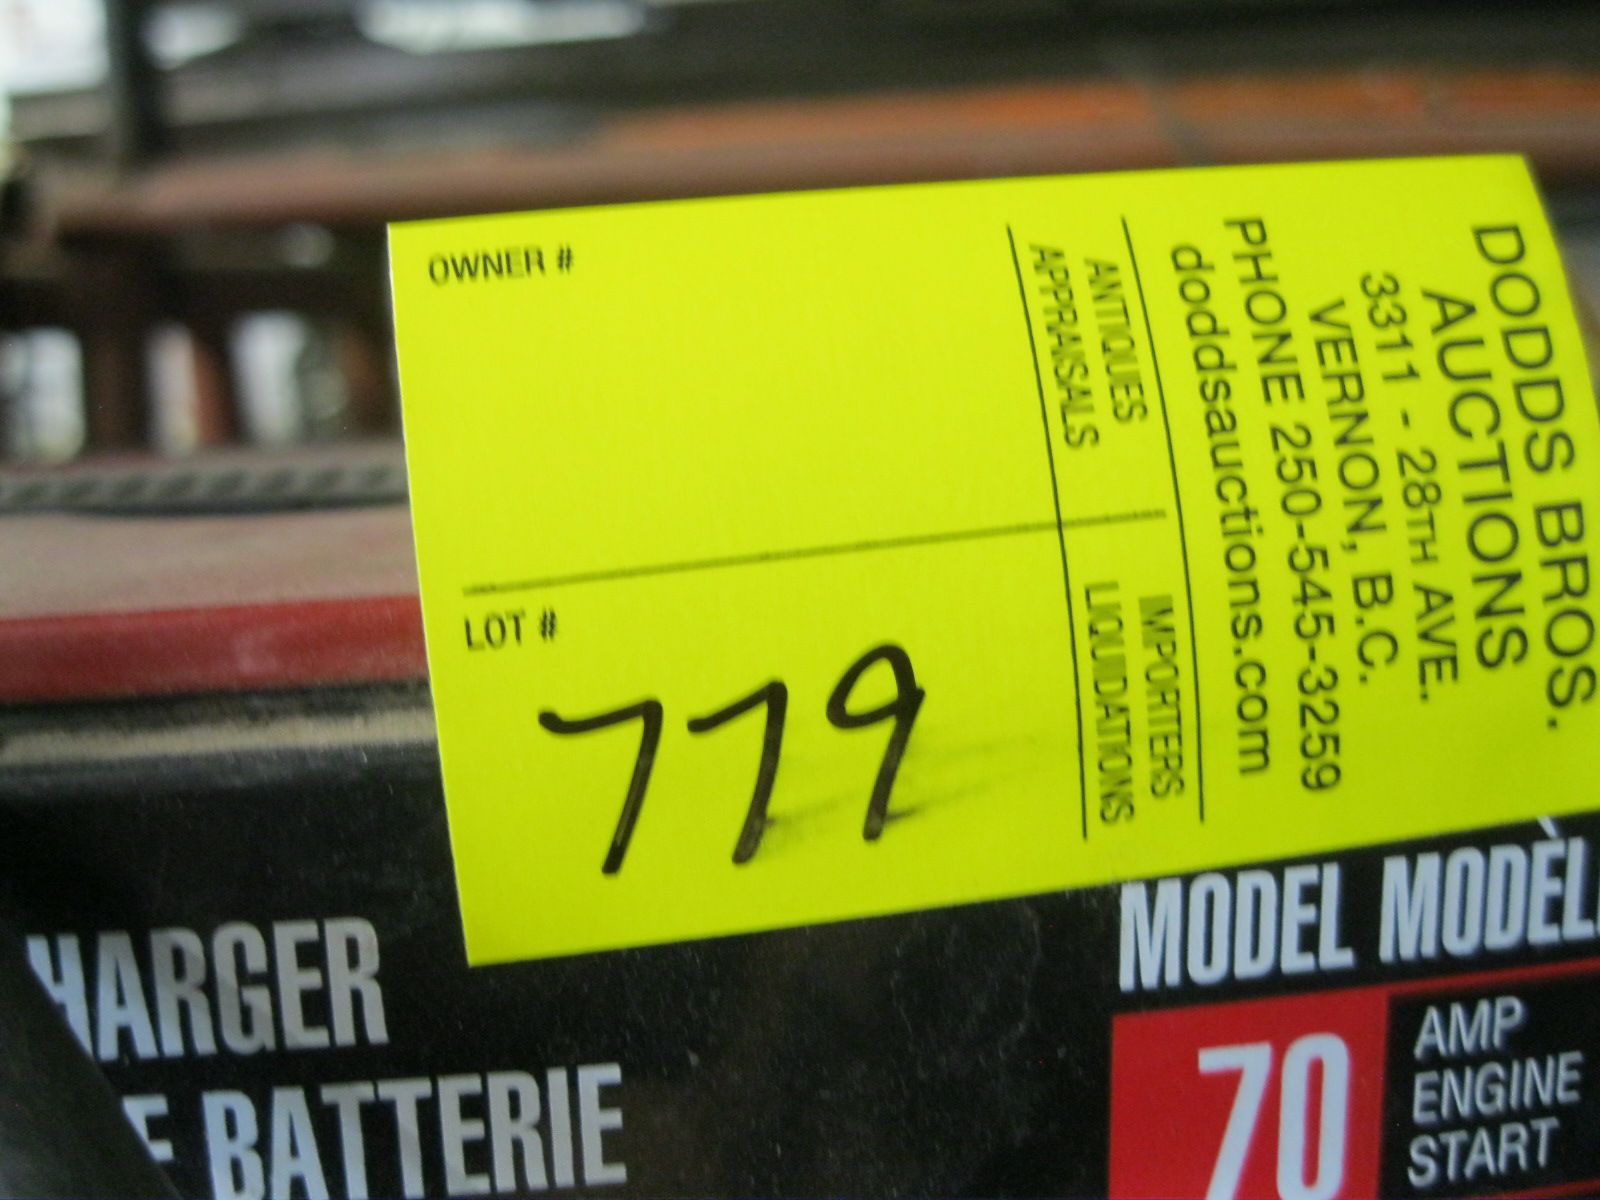 OWNER #
LOT #
779
DODDS BROS.
AUCTIONS
3311 - 28TH AVE.
VERNON, B.C.
PHONE 250-545-3259
doddsauctions.com
ANTIQUES
APPRAISALS
IMPORTERS
LIQUIDATIONS
HARGER
E BATTERIE
MODEL MODÈL
70
AMP
ENGINE
START